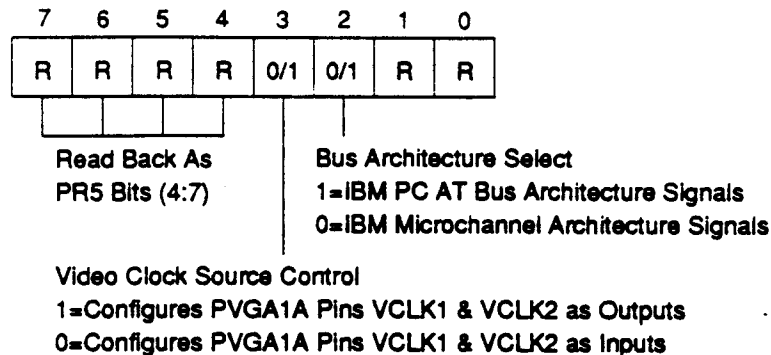 7 6 5 4 3 2 1 0
R R R R 0/1 0/1 R R
Read Back As
PR5 Bits (4:7)
Bus Architecture Select
1=IBM PC AT Bus Architecture Signals
0=IBM Microchannel Architecture Signals
Video Clock Source Control
1=Configures PVGA1A Pins VCLK1 & VCLK2 as Outputs
0=Configures PVGA1A Pins VCLK1 & VCLK2 as Inputs